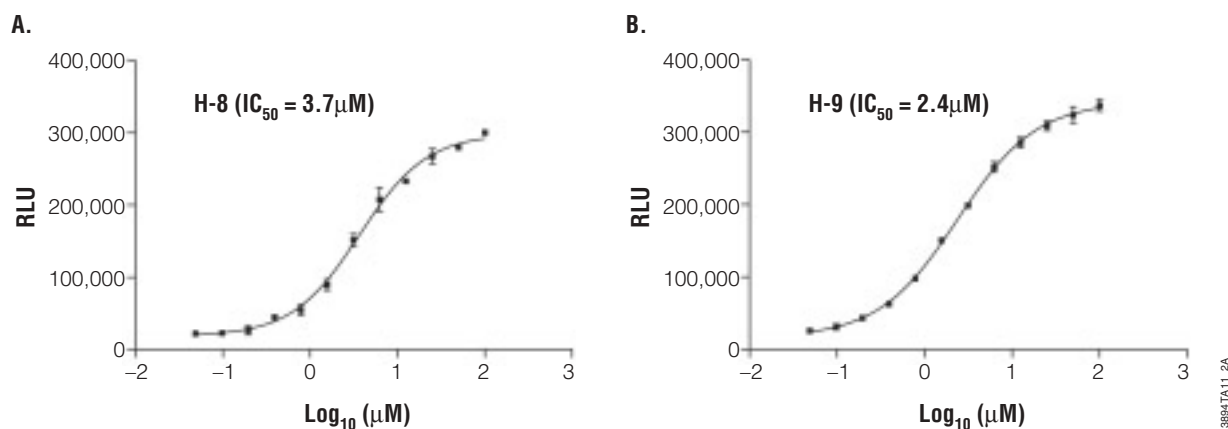 A.
400,000
300,000
200,000
100,000
0
RLU
H-8 (IC50 = 3.7μM)
–2 –1 0 1 2 3
Log10 (μM)
B.
400,000
300,000
200,000
100,000
0
RLU
H-9 (IC50 = 2.4μM)
–2 –1 0 1 2 3
Log10 (μM)
3894TA11_2A